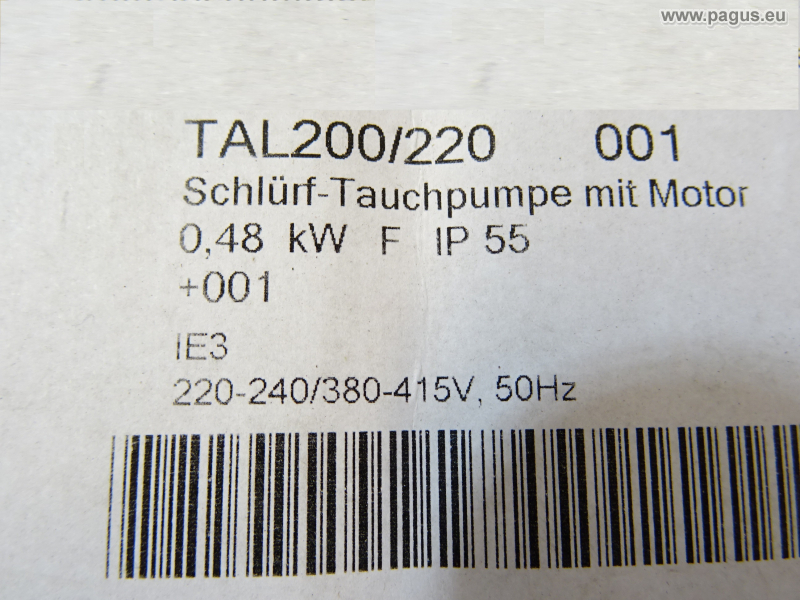 www.pagus.eu
TAL200/220 001
Schlürf-Tauchpumpe mit Motor
0,48 kW F IP 55
+001
IE3
220-240/380-415V, 50Hz